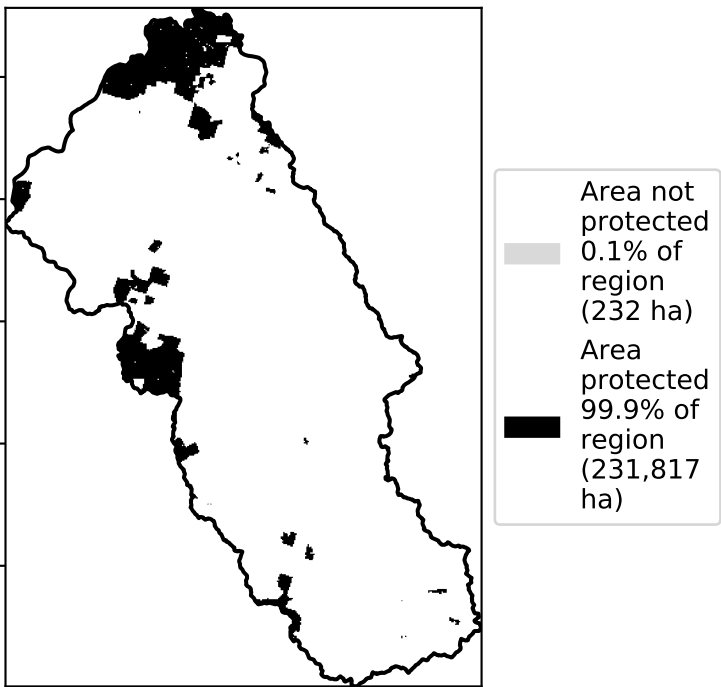 Area not
protected
0.1% of
region
(232 ha)
Area
protected
99.9% of
region
(231,817
ha)